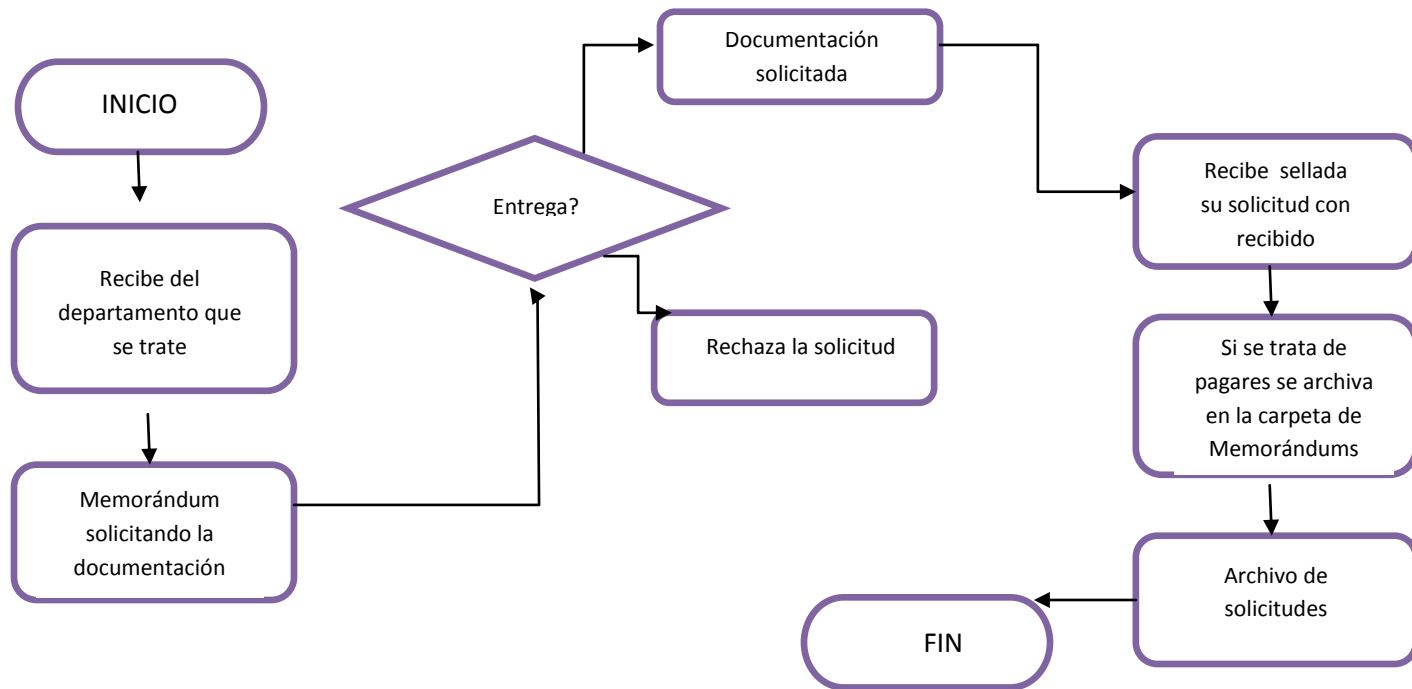 INICIO
Recibe del
departamento que
se trate
Memorándum
solicitando la
documentación
Entrega?
Documentación
solicitada
Rechaza la solicitud
Recibe sellada
su solicitud con
recibido
Si se trata de
pagares se archiva
en la carpeta de
Memorándums
Archivo de
solicitudes
FIN